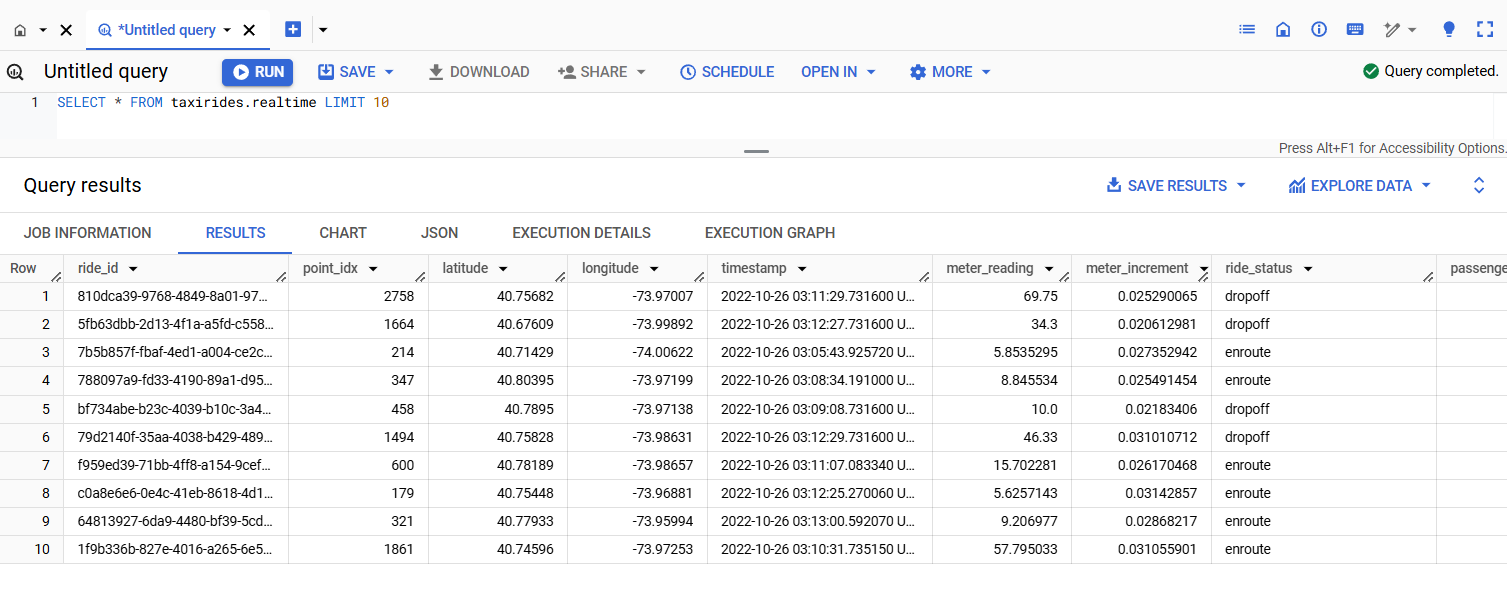 *Untitled query
Untitled query RUN SAVE DOWNLOAD SHARE SCHEDULE OPEN IN MORE Query completed.
1 SELECT * FROM taxirides.realtime LIMIT 10
Press Alt+F1 for Accessibility Options.
Query results SAVE RESULTS EXPLORE DATA
JOB INFORMATION RESULTS CHART JSON EXECUTION DETAILS EXECUTION GRAPH
Row ride_id point_idx latitude longitude timestamp meter_reading meter_increment ride_status passenge
1 810dca39-9768-4849-8a01-97... 2758 40.75682 -73.97007 2022-10-26 03:11:29.731600 U... 69.75 0.025290065 dropoff
2 5fb63dbb-2d13-4f1a-a5fd-c558... 1664 40.67609 -73.99892 2022-10-26 03:12:27.731600 U... 34.3 0.020612981 dropoff
3 7b5b857f-fbaf-4ed1-a004-ce2c... 214 40.71429 -74.00622 2022-10-26 03:05:43.925720 U... 5.8535295 0.027352942 enroute
4 788097a9-fd33-4190-89a1-d95... 347 40.80395 -73.97199 2022-10-26 03:08:34.191000 U... 8.845534 0.025491454 enroute
5 bf734abe-b23c-4039-b10c-3a4... 458 40.7895 -73.97138 2022-10-26 03:09:08.731600 U... 10.0 0.02183406 dropoff
6 79d2140f-35aa-4038-b429-489... 1494 40.75828 -73.98631 2022-10-26 03:12:29.731600 U... 46.33 0.031010712 dropoff
7 f959ed39-71bb-4ff8-a154-9cef... 600 40.78189 -73.98657 2022-10-26 03:11:07.083340 U... 15.702281 0.026170468 enroute
8 c0a8e6e6-0e4c-41eb-8618-4d1... 179 40.75448 -73.96881 2022-10-26 03:12:25.270060 U... 5.6257143 0.03142857 enroute
9 64813927-6da9-4480-bf39-5cd... 321 40.77933 -73.95994 2022-10-26 03:13:00.592070 U... 9.206977 0.02868217 enroute
10 1f9b336b-827e-4016-a265-6e5... 1861 40.74596 -73.97253 2022-10-26 03:10:31.735150 U... 57.795033 0.031055901 enroute